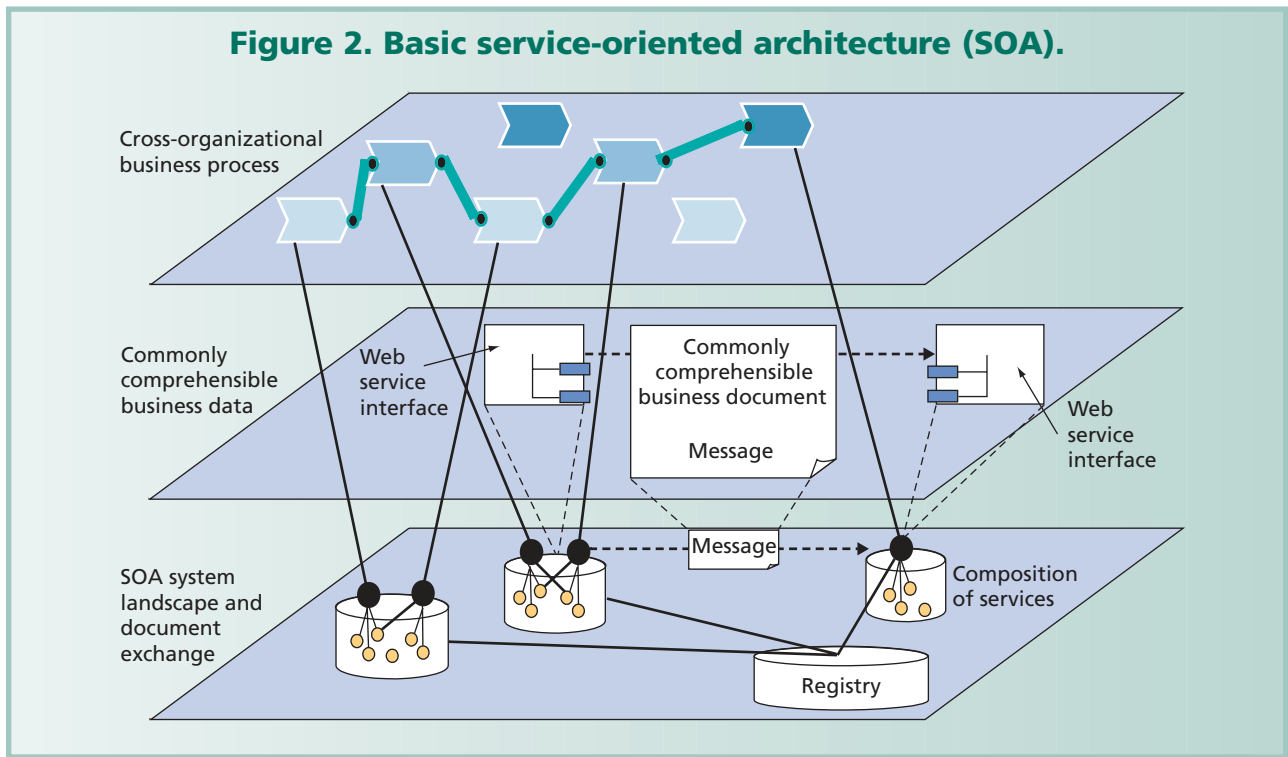 Figure 2. Basic service-oriented architecture (SOA).
Cross-organizational
business process
Commonly
comprehensible
business data
Web
service
interface
Commonly
comprehensible
business document
Message
Web
service
interface
SOA system
landscape and
document
exchange
Message
Composition
of services
Registry